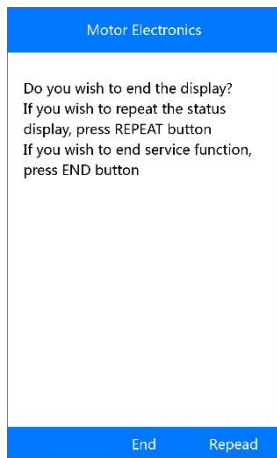 Motor Electronics
Do you wish to end the display?
If you wish to repeat the status
display, press REPEAT button
If you wish to end service function,
press END button
End Repead